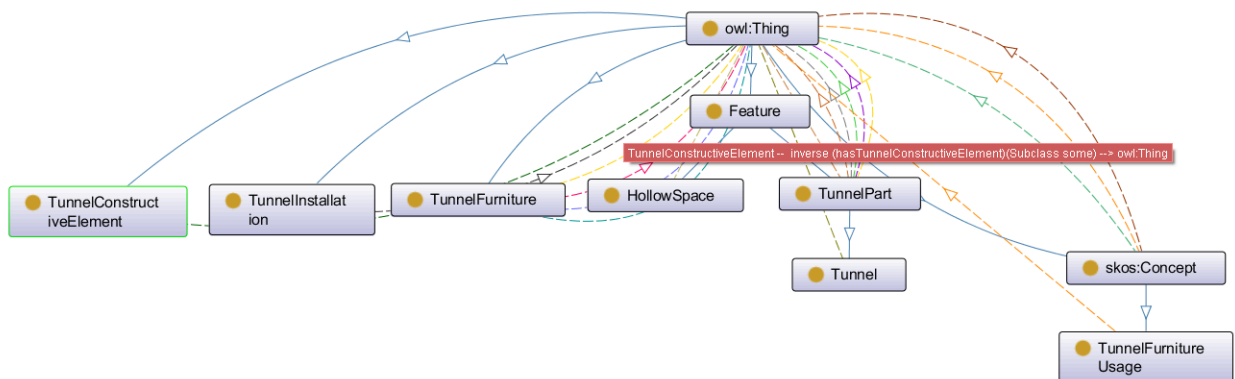 owl:Thing
Feature
TunnelConstructiveElement -- inverse (hasTunnelConstructiveElement)(Subclass some) --> owl:Thing
TunnelConstruct
iveElement
TunnelInstallat
ion
TunnelFurniture
HollowSpace
TunnelPart
Tunnel
skos:Concept
TunnelFurniture
Usage